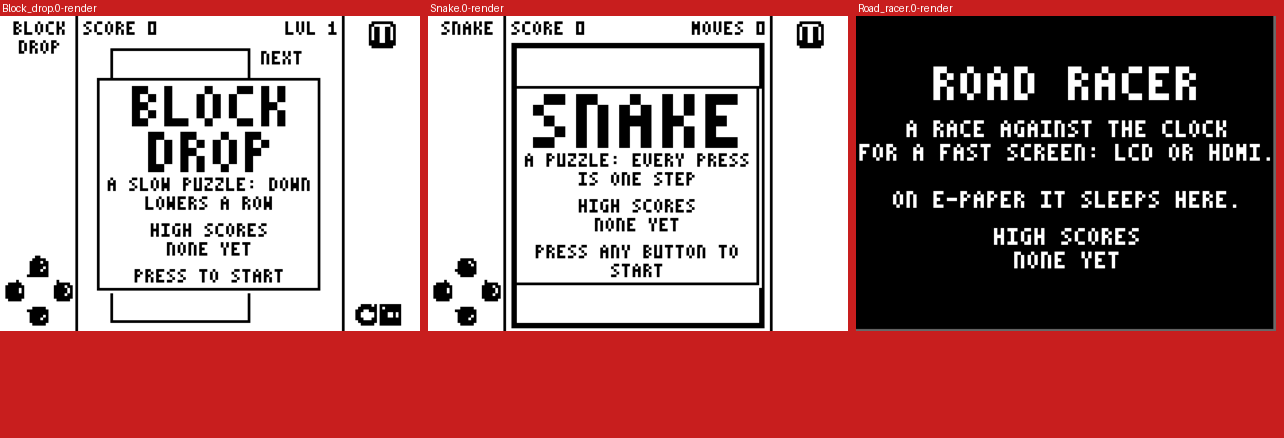 Block_drop.0-render
BLOCK
DROP
SCORE 0
LVL 1
NEXT
BLOCK
DROP
A SLOW PUZZLE: DOWN
LOWERS A ROW
HIGH SCORES
NONE YET
PRESS TO START
Snake.0-render
SNAKE
SCORE 0
MOVES 0
SNAKE
A PUZZLE: EVERY PRESS
IS ONE STEP
HIGH SCORES
NONE YET
PRESS ANY BUTTON TO
START
Road_racer.0-render
ROAD RACER
A RACE AGAINST THE CLOCK
FOR A FAST SCREEN: LCD OR HDMI.
ON E-PAPER IT SLEEPS HERE.
HIGH SCORES
NONE YET